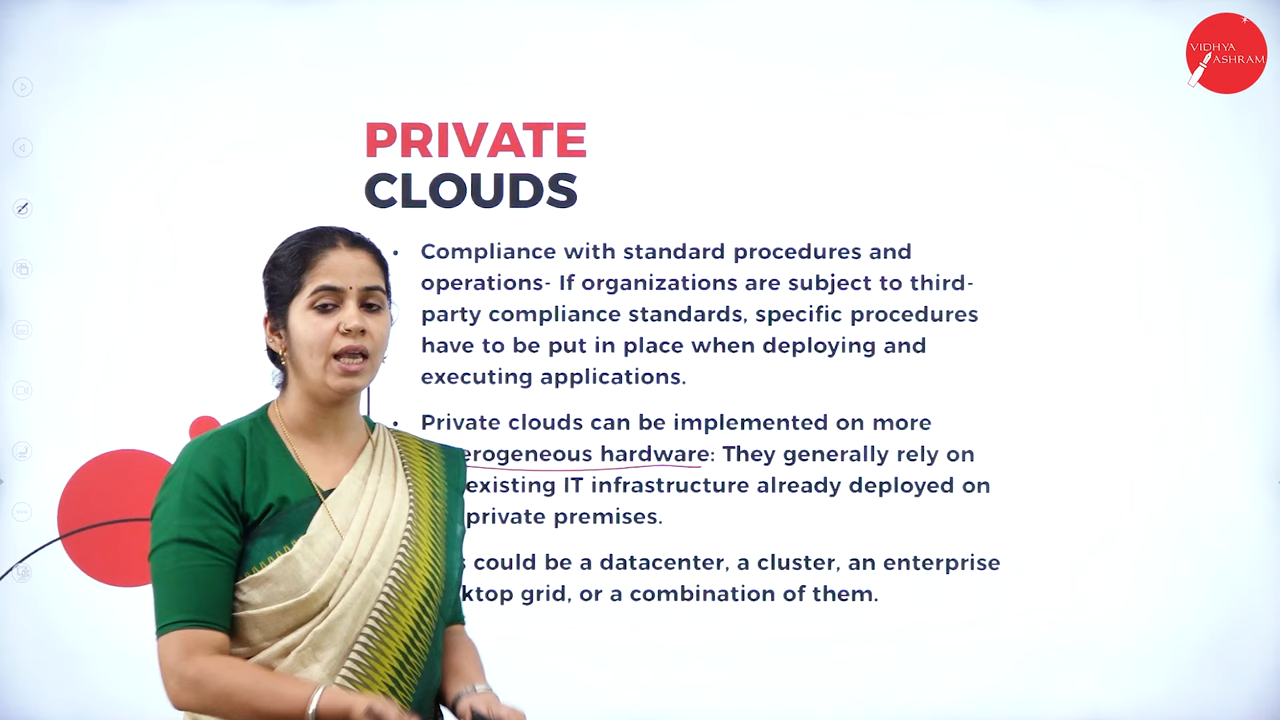 VIDHYA
ASHRAM
PRIVATE
CLOUDS
• Compliance with standard procedures and
operations- If organizations are subject to third-
party compliance standards, specific procedures
have to be put in place when deploying and
executing applications.
• Private clouds can be implemented on more
hardware: They generally rely on
existing IT infrastructure already deployed on
private premises.
could be a datacenter, a cluster, an enterprise
grid, or a combination of them.